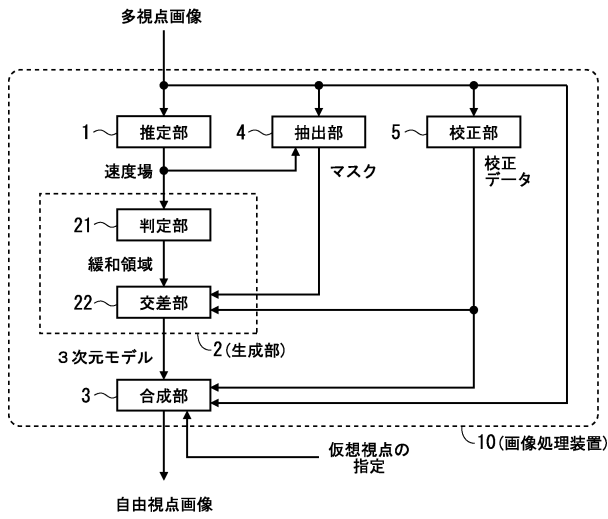 多視点画像
1 推定部
4 抽出部
5 校正部
速度場
マスク
校正
データ
21 判定部
緩和領域
22 交差部
2(生成部)
3次元モデル
3 合成部
仮想視点の
指定
10(画像処理装置)
自由視点画像